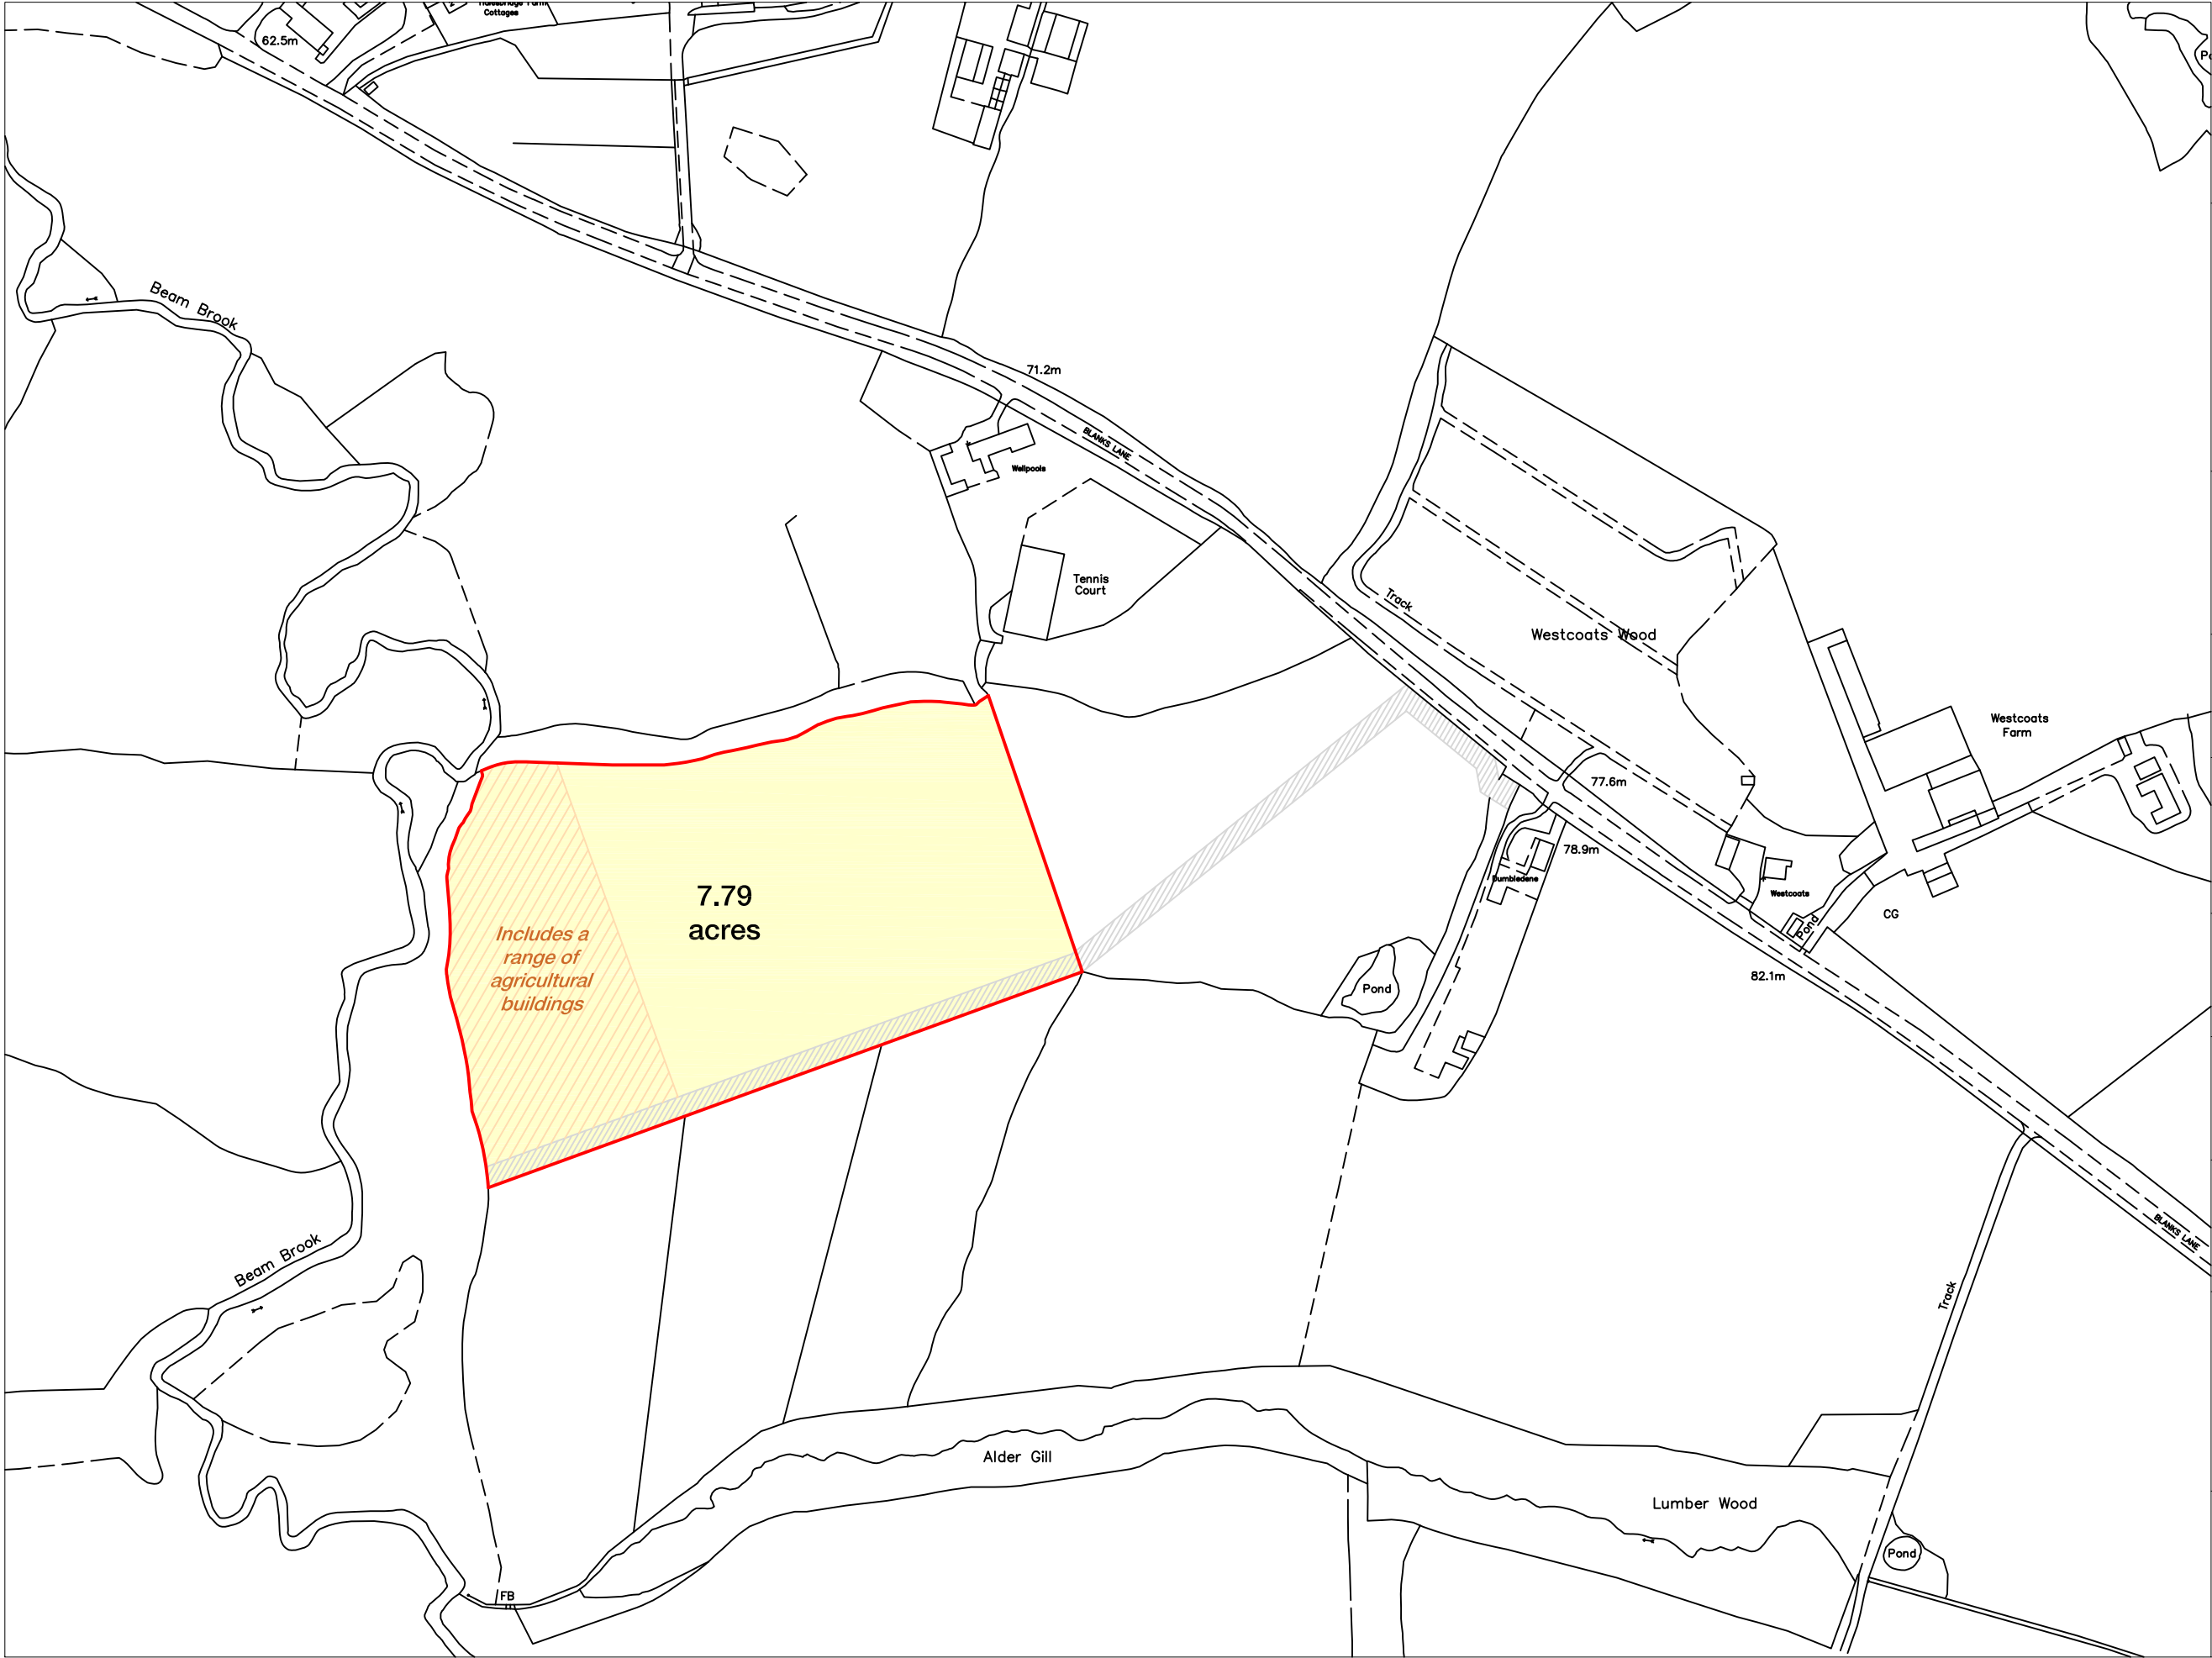 Cottages
62.5m
Beam Brook
71.2m
BLANKS LANE
Wellpools
Tennis
Court
Track
Westcoats Wood
Westcoats
Farm
77.6m
78.9m
Dumbledene
Westcoats
CG
Pond
82.1m
7.79
acres
Includes a
range of
agricultural
buildings
Pond
Beam Brook
BLANKS LANE
Track
Alder Gill
Lumber Wood
Pond
FB